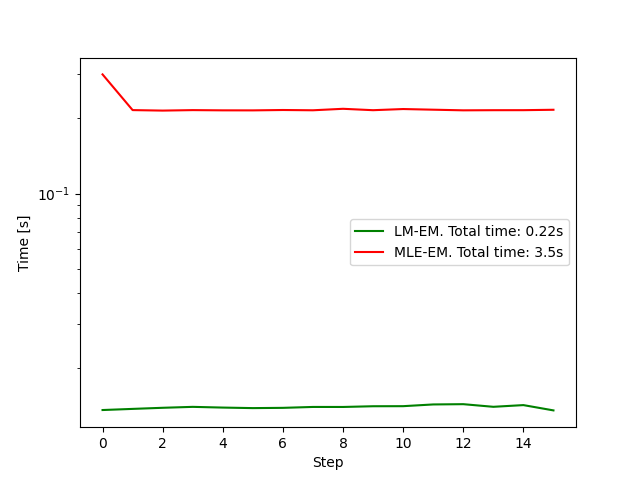 10⁻¹
Time [s]
LM-EM. Total time: 0.22s
MLE-EM. Total time: 3.5s
0 2 4 6 8 10 12 14
Step